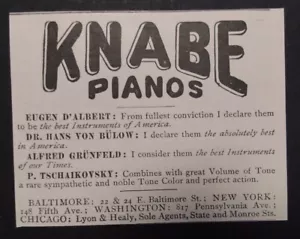 KNABE
PIANOS
EUGEN D'ALBERT: From fullest conviction I declare them
to be the best Instruments of America.
DR. HANS VON BÜLOW: I declare them the absolutely best
in America.
ALFRED GRÜNFELD: I consider them the best Instruments
of our Times.
P. TSCHAIKOVSKY: Combines with great Volume of Tone
a rare sympathetic and noble Tone Color and perfect action.
BALTIMORE: 22 & 24 E. Baltimore St.; NEW YORK:
148 Fifth Ave.; WASHINGTON: 817 Pennsylvania Ave.;
CHICAGO: Lyon & Healy, Sole Agents, State and Monroe Sts.